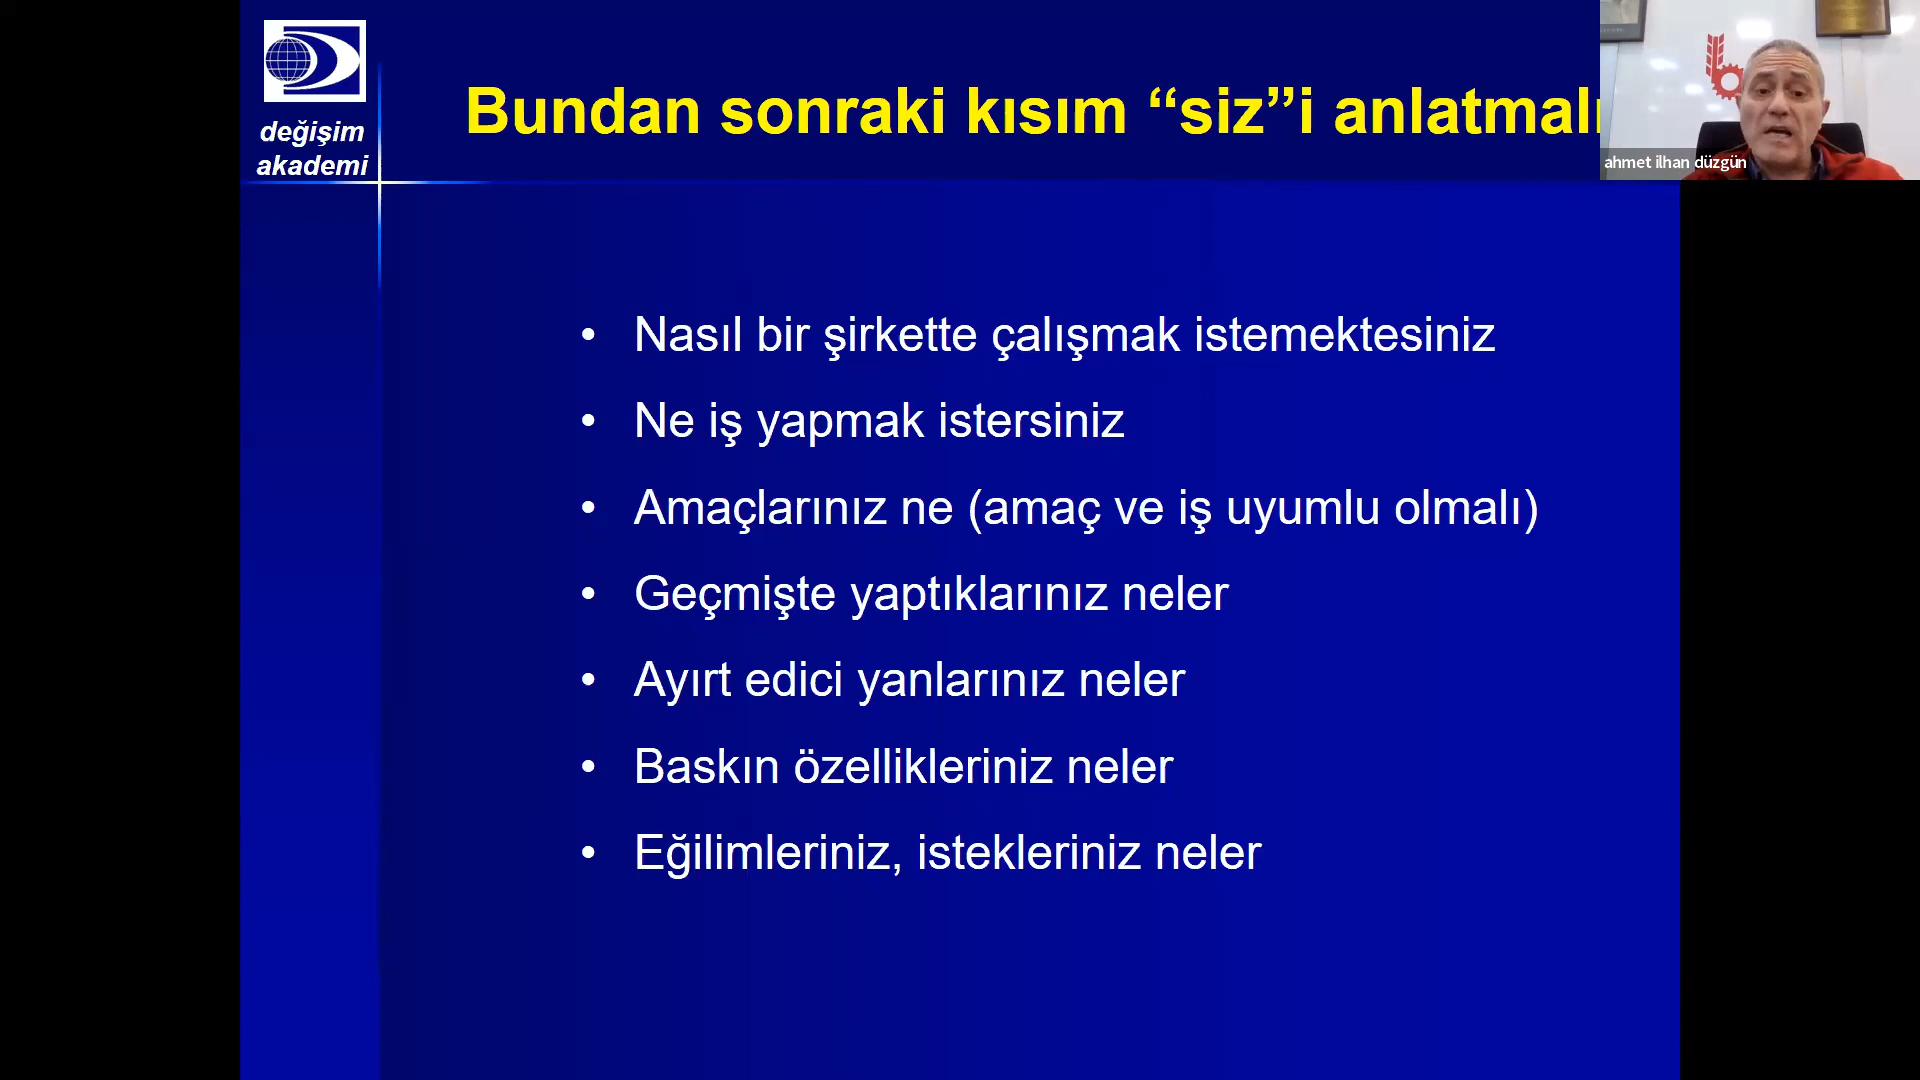 değişim
akademi
Bundan sonraki kısım “siz”i anlatmalı
ahmet ilhan düzgün
• Nasıl bir şirkette çalışmak istemektesiniz
• Ne iş yapmak istersiniz
• Amaçlarınız ne (amaç ve iş uyumlu olmalı)
• Geçmişte yaptıklarınız neler
• Ayırt edici yanlarınız neler
• Baskın özellikleriniz neler
• Eğilimleriniz, istekleriniz neler